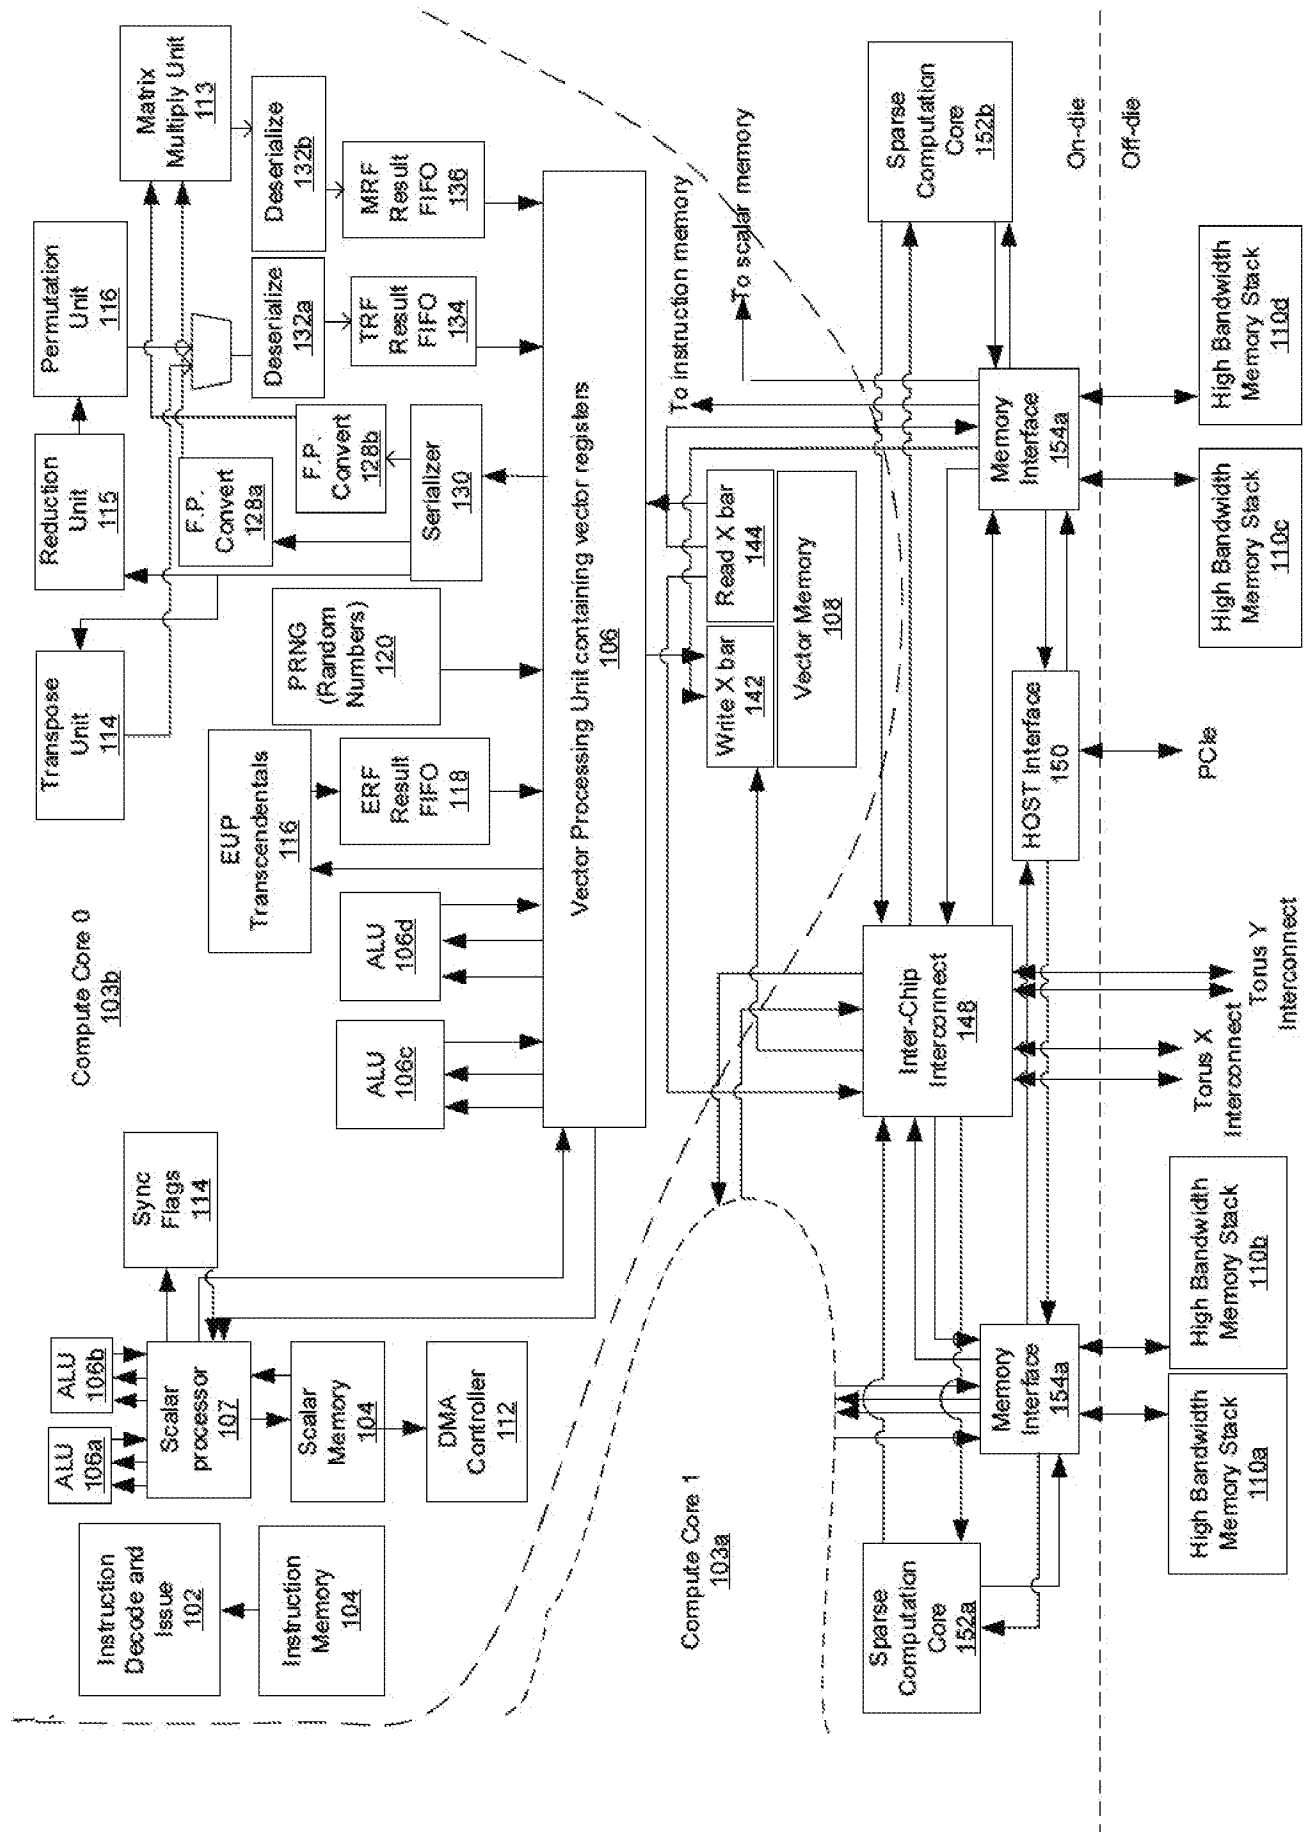 Compute Core 0
103b
Instruction
Decode and
Issue
102
Instruction
Memory
104
ALU
106a
ALU
106b
Scalar
processor
107
Scalar
Memory
104
DMA
Controller
112
Sync
Flags
114
ALU
106c
ALU
106d
EUP
Transcendentals
116
ERF
Result
FIFO
118
PRNG
(Random
Numbers)
120
Transpose
Unit
114
Reduction
Unit
115
Permutation
Unit
116
F.P.
Convert
128a
F.P.
Convert
128b
Serializer
130
Matrix
Multiply Unit
113
Deserialize
132a
Deserialize
132b
TRF
Result
FIFO
134
MRF
Result
FIFO
136
Vector Processing Unit containing vector registers
106
Write X bar
142
Read X bar
144
Vector Memory
108
To instruction memory
To scalar memory
Compute Core 1
103a
Sparse
Computation
Core
152a
Inter-Chip
Interconnect
148
Sparse
Computation
Core
152b
Memory
Interface
154a
HOST Interface
150
Memory
Interface
154a
On-die
Off-die
High Bandwidth
Memory Stack
110a
High Bandwidth
Memory Stack
110b
Torus X
Interconnect
Torus Y
Interconnect
PCIe
High Bandwidth
Memory Stack
110c
High Bandwidth
Memory Stack
110d